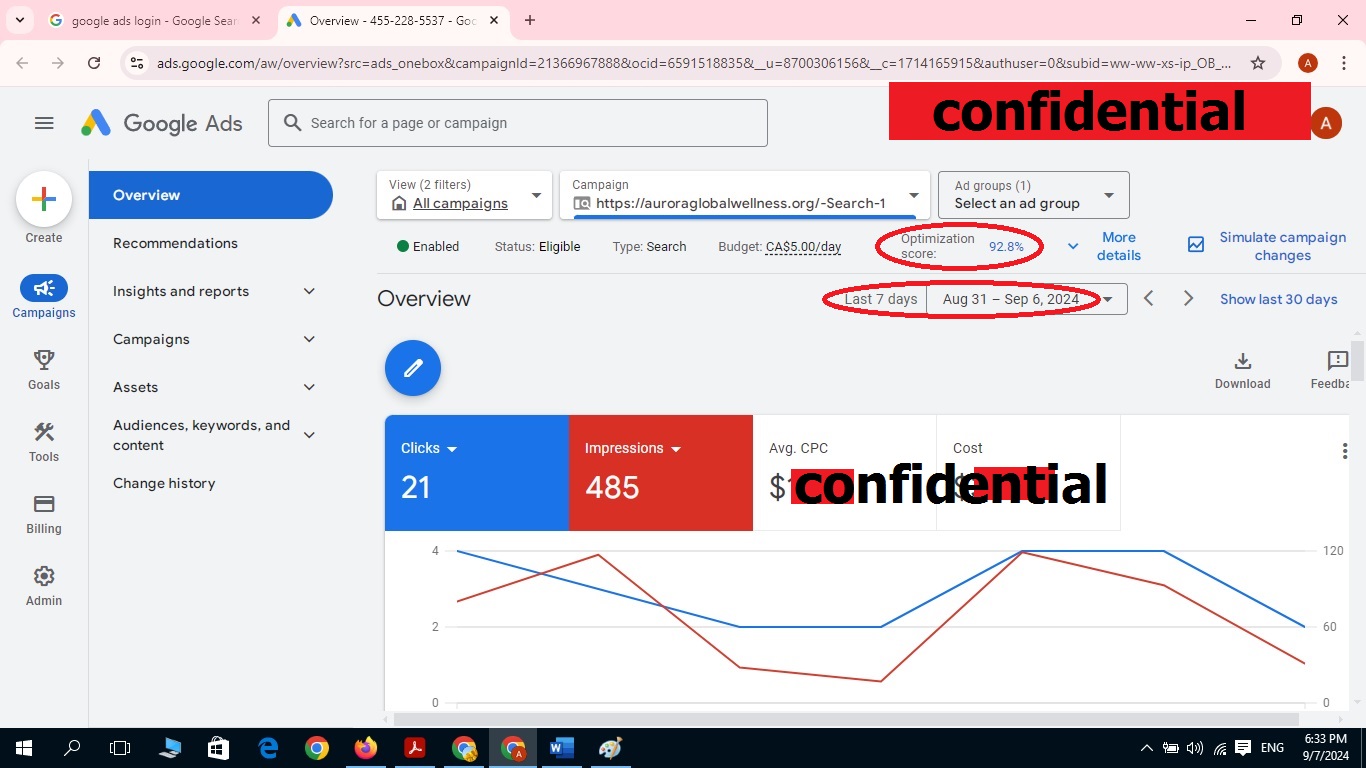 google ads login - Google Sear
Overview - 455-228-5537 - Goo
ads.google.com/aw/overview?src=ads_onebox&campaignId=21366967888&ocid=6591518835&__u=8700306156&__c=1714165915&authuser=0&subid=ww-ww-xs-ip_OB_...
A
Google Ads
Search for a page or campaign
confidential
A
Create
Campaigns
Goals
Tools
Billing
Admin
Overview
Recommendations
Insights and reports
Campaigns
Assets
Audiences, keywords, and
content
Change history
View (2 filters)
All campaigns
Campaign
https://auroraglobalwellness.org/-Search-1
Ad groups (1)
Select an ad group
Enabled
Status: Eligible
Type: Search
Budget: CA$5.00/day
Optimization
score:
92.8%
More
details
Simulate campaign
changes
Overview
Last 7 days
Aug 31 – Sep 6, 2024
Show last 30 days
Download
Feedba
Clicks
21
Impressions
485
Avg. CPC
$
Cost
confidential
4
2
0
120
60
0
ENG
6:33 PM
9/7/2024